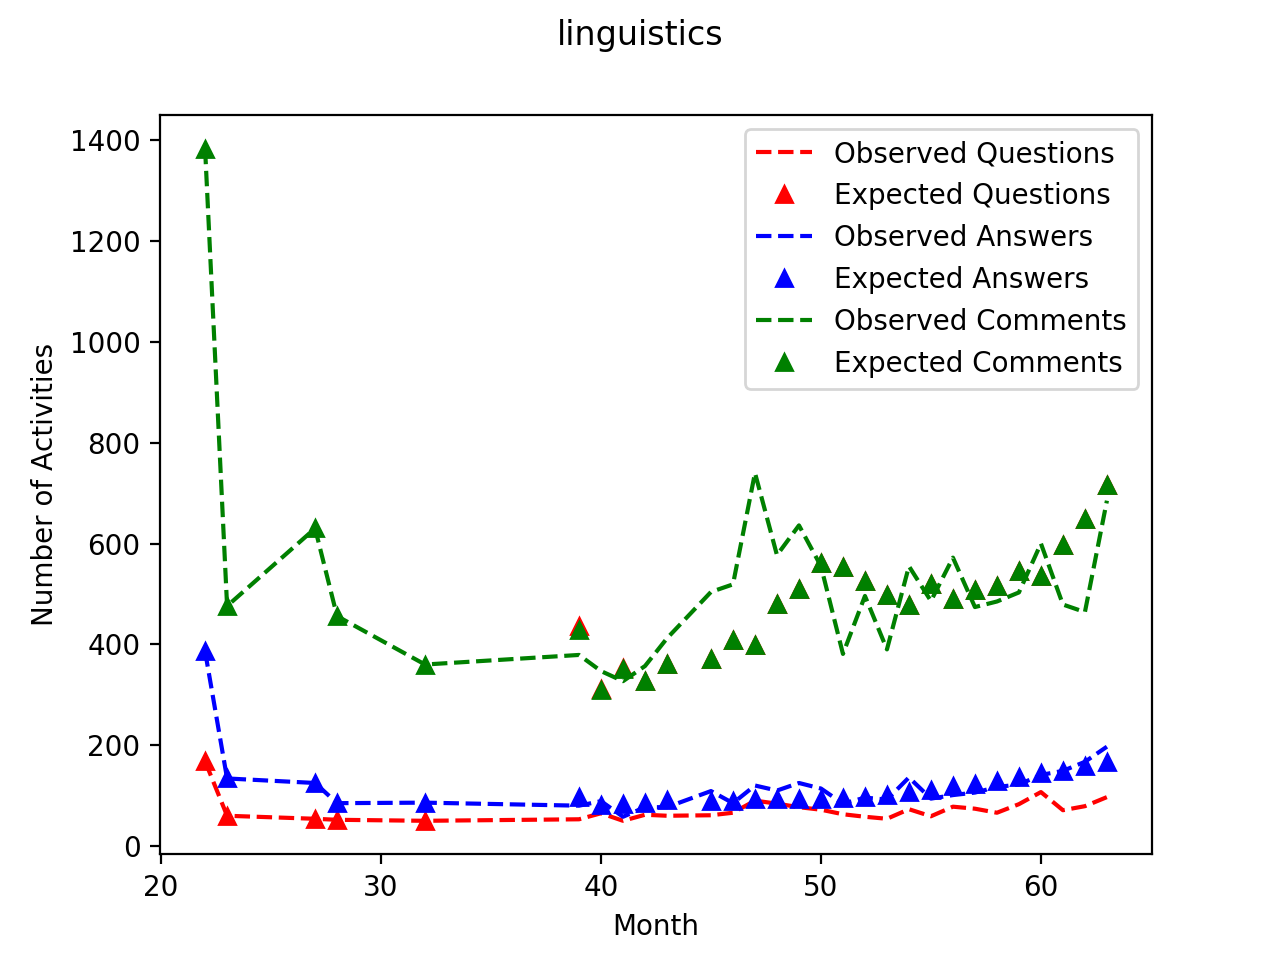 linguistics
1400
1200
1000
800
600
400
200
0
Number of Activities
20 30 40 50 60
Month
Observed Questions
Expected Questions
Observed Answers
Expected Answers
Observed Comments
Expected Comments